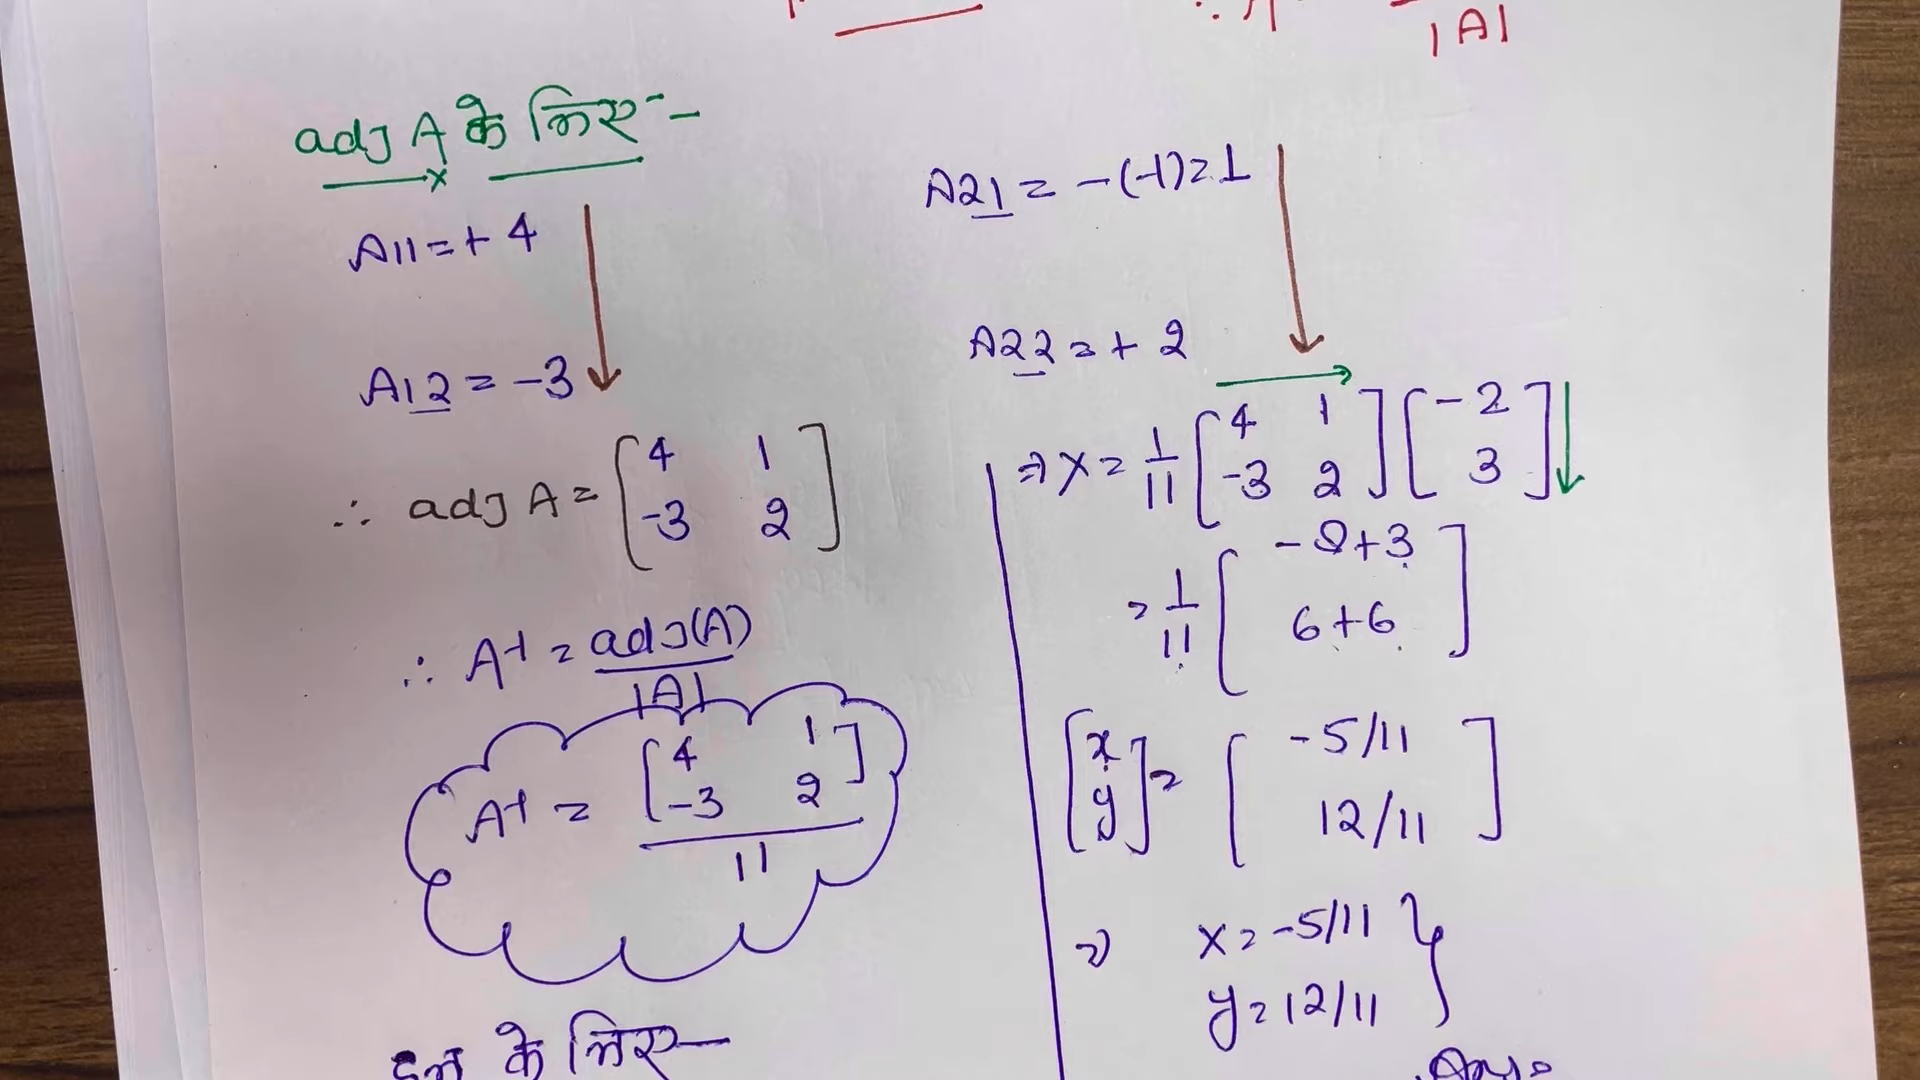 |A|
adj A के लिए :-
A11 = + 4
A12 = -3
∴ adj A = [4 1
-3 2]
∴ A⁻¹ = adj(A)
|A|
A⁻¹ = [4 1
-3 2]
11
हल के लिए -
A21 = -(-1) = 1
A22 = + 2
⇒ X = 1/11 [4 1 -3 2] [-2 3]
= 1/11 [-8+3
6+6]
[x y] = [-5/11
12/11]
⇒ x = -5/11
y = 12/11 }
Ans